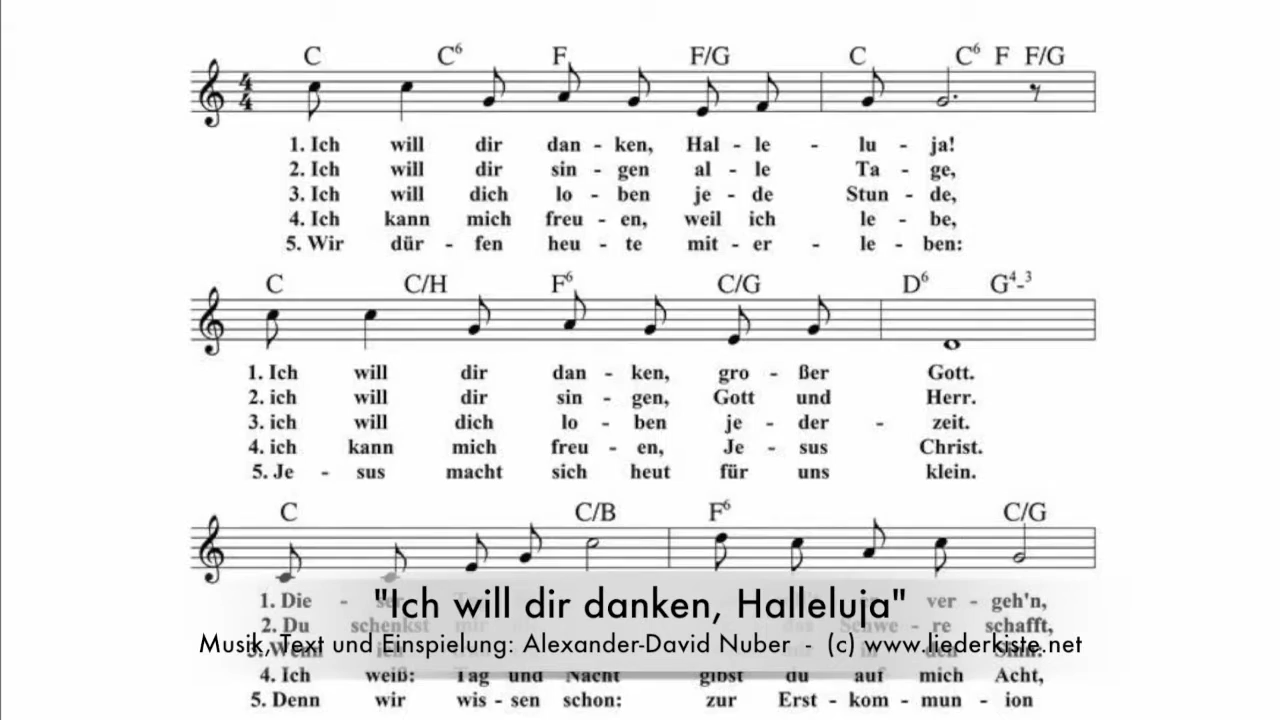 C C6 F F/G C C6 F F/G
1. Ich will dir dan - ken, Hal - le - lu - ja!
2. Ich will dir sin - gen al - le Ta - ge,
3. Ich will dich lo - ben je - de Stun - de,
4. Ich kann mich freu - en, weil ich le - be,
5. Wir dür - fen heu - te mit - er - le - ben:
C C/H F6 C/G D6 G4-3
1. Ich will dir dan - ken, gro - ßer Gott.
2. ich will dir sin - gen, Gott und Herr.
3. ich will dich lo - ben je - der - zeit.
4. ich kann mich freu - en, Je - sus Christ.
5. Je - sus macht sich heut für uns klein.
C C/B F6 C/G
1. Die - ver - geh'n,
"Ich will dir danken, Halleluja"
2. Du schenkst schafft,
Musik, Text und Einspielung: Alexander-David Nuber - (c) www.liederkiste.net
4. Ich weiß: Tag und Nacht gibst du auf mich Acht,
5. Denn wir wis - sen schon: zur Erst - kom - mun - ion